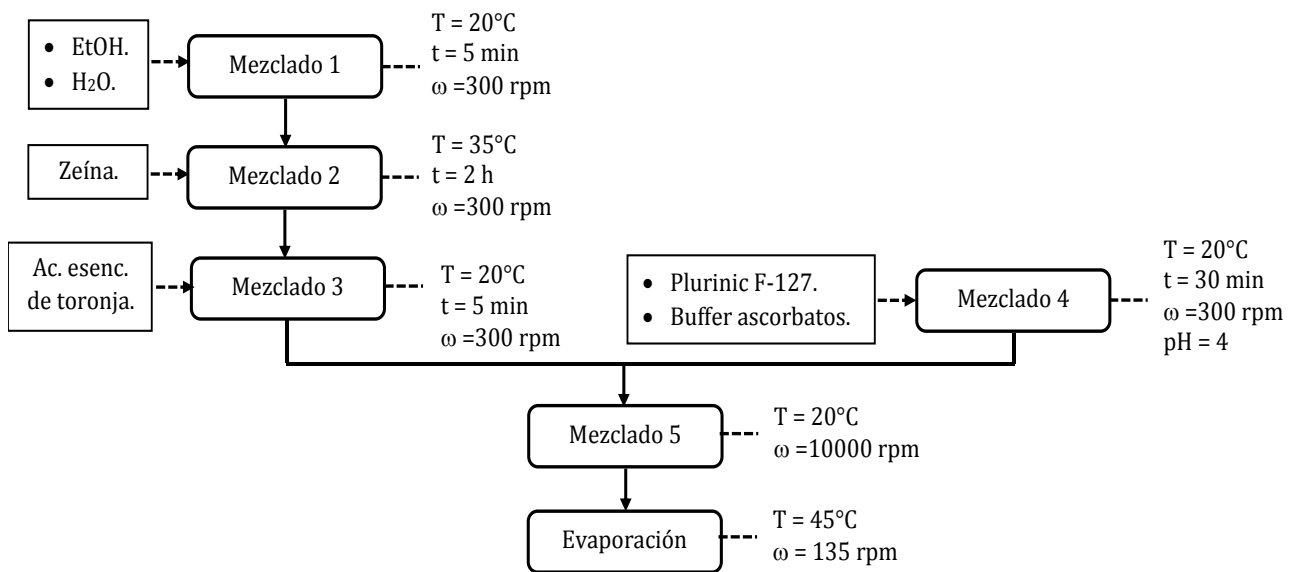 • EtOH.
• H₂O.
Mezclado 1
T = 20°C
t = 5 min
ω =300 rpm
Zeína.
Mezclado 2
T = 35°C
t = 2 h
ω =300 rpm
Ac. esenc.
de toronja.
Mezclado 3
T = 20°C
t = 5 min
ω =300 rpm
• Plurinic F-127.
• Buffer ascorbatos.
Mezclado 4
T = 20°C
t = 30 min
ω =300 rpm
pH = 4
Mezclado 5
T = 20°C
ω =10000 rpm
Evaporación
T = 45°C
ω = 135 rpm